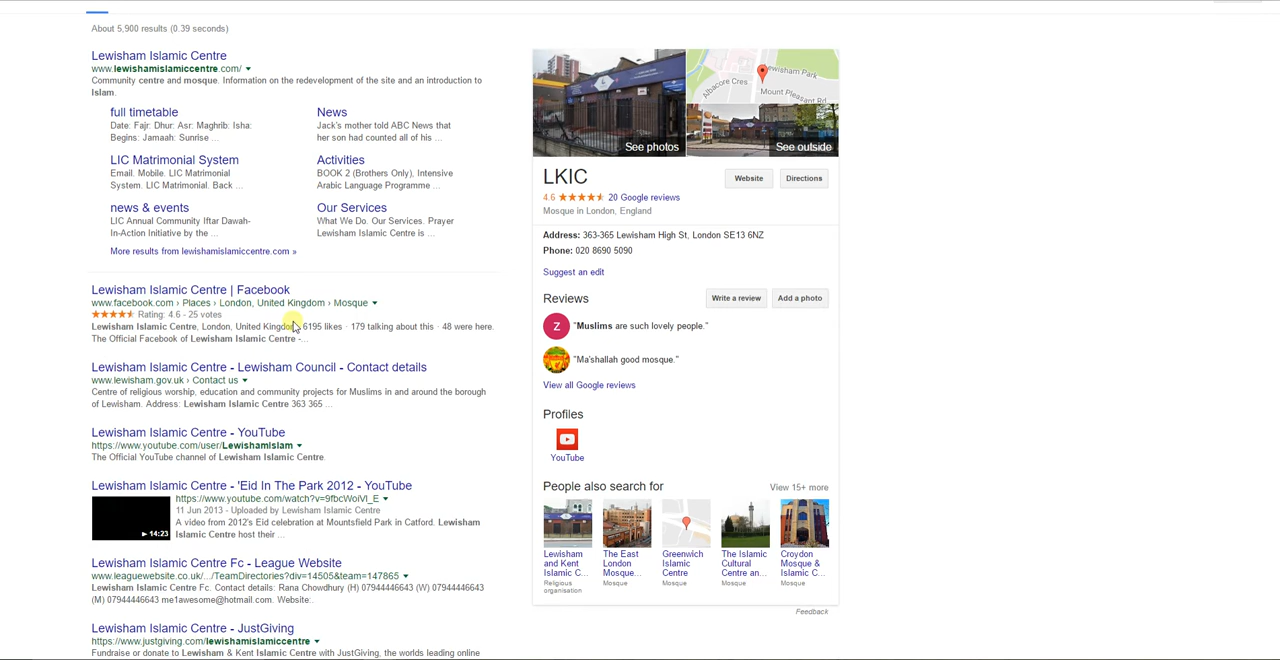 About 5,900 results (0.39 seconds)
Lewisham Islamic Centre
www.lewishamislamiccentre.com/
Community centre and mosque. Information on the redevelopment of the site and an introduction to
Islam.
full timetable
Date: Fajr: Dhur: Asr: Maghrib: Isha:
Begins: Jamaah: Sunrise ...
News
Jack's mother told ABC News that
her son had counted all of his ...
LIC Matrimonial System
Email. Mobile. LIC Matrimonial
System. LIC Matrimonial. Back ...
Activities
BOOK 2 (Brothers Only), Intensive
Arabic Language Programme ...
news & events
LIC Annual Community Iftar Dawah-
In-Action Initiative by the ...
Our Services
What We Do. Our Services. Prayer
Lewisham Islamic Centre is ...
More results from lewishamislamiccentre.com »
Lewisham Islamic Centre | Facebook
www.facebook.com › Places › London, United Kingdom › Mosque
Rating: 4.6 - 25 votes
Lewisham Islamic Centre, London, United Kingdom. 6195 likes · 179 talking about this · 48 were here.
The Official Facebook of Lewisham Islamic Centre -...
Lewisham Islamic Centre - Lewisham Council - Contact details
www.lewisham.gov.uk › Contact us
Centre of religious worship, education and community projects for Muslims in and around the borough
of Lewisham. Address: Lewisham Islamic Centre 363 365 ...
Lewisham Islamic Centre - YouTube
https://www.youtube.com/user/LewishamIslam
The Official YouTube channel of Lewisham Islamic Centre.
Lewisham Islamic Centre - 'Eid In The Park 2012 - YouTube
https://www.youtube.com/watch?v=9fbcWoiVl_E
11 Jun 2013 - Uploaded by Lewisham Islamic Centre
A video from 2012's Eid celebration at Mountsfield Park in Catford. Lewisham
Islamic Centre host their ...
14:23
Lewisham Islamic Centre Fc - League Website
www.leaguewebsite.co.uk/.../TeamDirectories?div=14505&team=147865
Lewisham Islamic Centre Fc. Contact details: Rana Chowdhury (H) 07944446643 (W) 07944446643
(M) 07944446643 me1awesome@hotmail.com. Website:.
Lewisham Islamic Centre - JustGiving
https://www.justgiving.com/lewishamislamiccentre
Fundraise or donate to Lewisham & Kent Islamic Centre with JustGiving, the worlds leading online
See photos
Lewisham Park
Albacore Cres
Mount Pleasant Rd
See outside
LKIC
Website
Directions
4.6 20 Google reviews
Mosque in London, England
Address: 363-365 Lewisham High St, London SE13 6NZ
Phone: 020 8690 5090
Suggest an edit
Reviews
Write a review
Add a photo
Z
"Muslims are such lovely people."
"Ma'shallah good mosque."
View all Google reviews
Profiles
YouTube
People also search for
View 15+ more
Lewisham
and Kent
Islamic C...
Religious
organisation
The East
London
Mosque...
Mosque
Greenwich
Islamic
Centre
Mosque
The Islamic
Cultural
Centre an...
Mosque
Croydon
Mosque &
Islamic C...
Mosque
Feedback